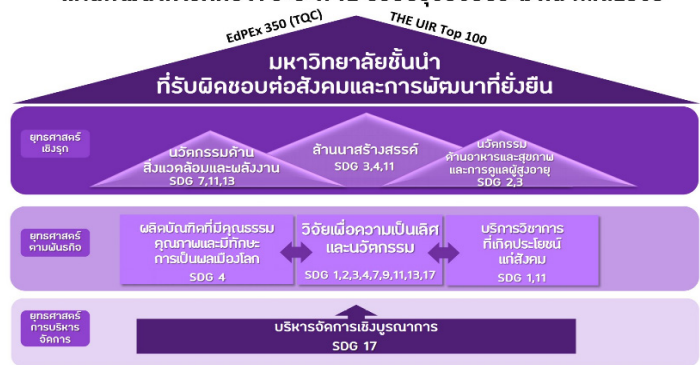 EdPEx 350 (TQC)
THE UIR Top 100
มหาวิทยาลัยชั้นนำ
ที่รับผิดชอบต่อสังคมและการพัฒนาที่ยั่งยืน
ยุทธศาสตร์
เชิงรุก
นวัตกรรมด้าน
สิ่งแวดล้อมและพลังงาน
SDG 7,11,13
ล้านนาสร้างสรรค์
SDG 3,4,11
นวัตกรรม
ด้านอาหารและสุขภาพ
และการดูแลผู้สูงอายุ
SDG 2,3
ยุทธศาสตร์
ตามพันธกิจ
ผลิตบัณฑิตที่มีคุณธรรม
คุณภาพและมีทักษะ
การเป็นพลเมืองโลก
SDG 4
วิจัยเพื่อความเป็นเลิศ
และนวัตกรรม
SDG 1,2,3,4,7,9,11,13,17
บริการวิชาการ
ที่เกิดประโยชน์
แก่สังคม
SDG 1,11
ยุทธศาสตร์
การบริหาร
จัดการ
บริหารจัดการเชิงบูรณาการ
SDG 17